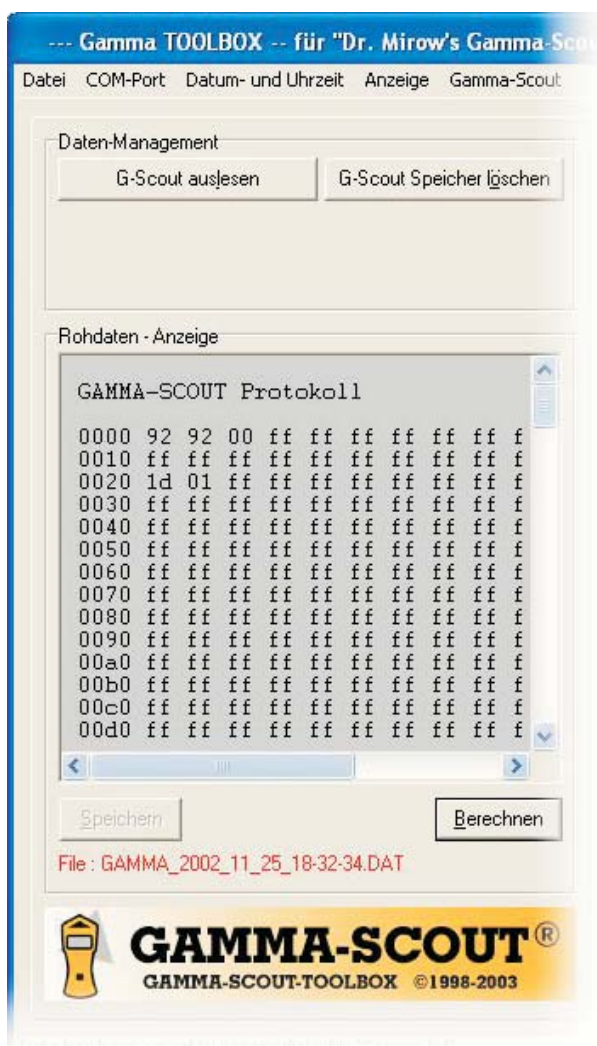 --- Gamma TOOLBOX -- für "Dr. Mirow's Gamma-Scou
Datei COM-Port Datum- und Uhrzeit Anzeige Gamma-Scout
Daten-Management
G-Scout auslesen G-Scout Speicher löschen
Rohdaten - Anzeige
GAMMA-SCOUT Protokoll
0000 92 92 00 ff ff ff ff ff ff f
0010 ff ff ff ff ff ff ff ff ff f
0020 1d 01 ff ff ff ff ff ff ff f
0030 ff ff ff ff ff ff ff ff ff f
0040 ff ff ff ff ff ff ff ff ff f
0050 ff ff ff ff ff ff ff ff ff f
0060 ff ff ff ff ff ff ff ff ff f
0070 ff ff ff ff ff ff ff ff ff f
0080 ff ff ff ff ff ff ff ff ff f
0090 ff ff ff ff ff ff ff ff ff f
00a0 ff ff ff ff ff ff ff ff ff f
00b0 ff ff ff ff ff ff ff ff ff f
00c0 ff ff ff ff ff ff ff ff ff f
00d0 ff ff ff ff ff ff ff ff ff f
Speichern Berechnen
File : GAMMA_2002_11_25_18-32-34.DAT
GAMMA-SCOUT®
GAMMA-SCOUT-TOOLBOX ©1998-2003